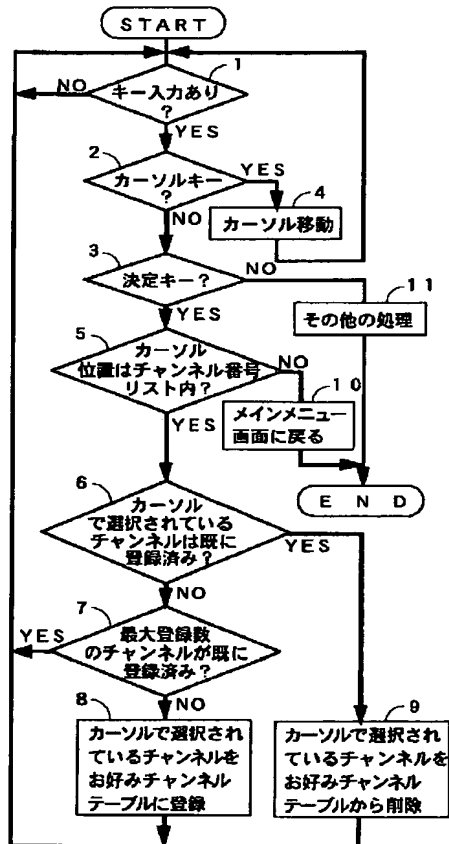 START
1
NO
キー入力あり
?
YES
2
カーソルキー
?
YES
4
カーソル移動
NO
3
決定キー?
NO
11
その他の処理
YES
5
カーソル
位置はチャンネル番号
リスト内?
NO
10
メインメニュー
画面に戻る
YES
END
6
カーソル
で選択されている
チャンネルは既に
登録済み?
YES
NO
7
YES
最大登録数
のチャンネルが既に
登録済み?
NO
8
カーソルで選択され
ているチャンネルを
お好みチャンネル
テーブルに登録
9
カーソルで選択され
ているチャンネルを
お好みチャンネル
テーブルから削除